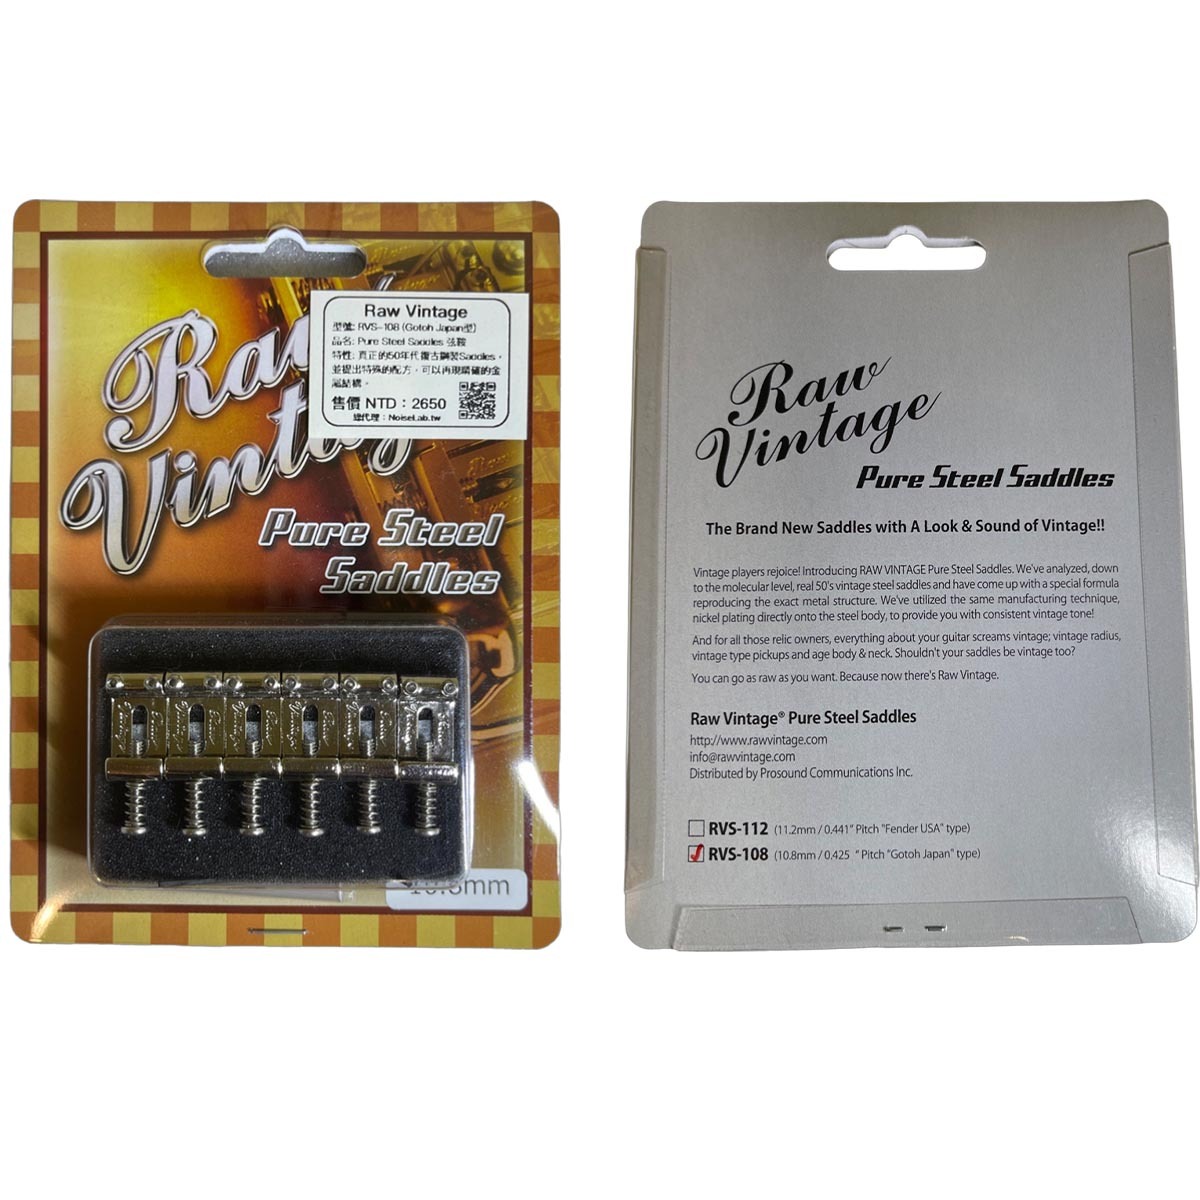 Raw
Vintage
Raw Vintage
型號: RVS-108 (Gotoh Japan型)
品名: Pure Steel Saddles 弦鞍
特性: 真正的50年代復古鋼製Saddles,
並提出特殊的配方,可以再現精確的金
屬結構。
售價 NTD:2650
總代理:NoiseLab.tw
Pure Steel
Saddles
10.8mm
Raw
Vintage
Pure Steel Saddles
The Brand New Saddles with A Look & Sound of Vintage!!
Vintage players rejoice! Introducing RAW VINTAGE Pure Steel Saddles. We've analyzed, down
to the molecular level, real 50's vintage steel saddles and have come up with a special formula
reproducing the exact metal structure. We've utilized the same manufacturing technique,
nickel plating directly onto the steel body, to provide you with consistent vintage tone!
And for all those relic owners, everything about your guitar screams vintage; vintage radius,
vintage type pickups and age body & neck. Shouldn't your saddles be vintage too?
You can go as raw as you want. Because now there's Raw Vintage.
Raw Vintage® Pure Steel Saddles
http://www.rawvintage.com
info@rawvintage.com
Distributed by Prosound Communications Inc.
RVS-112 (11.2mm / 0.441" Pitch "Fender USA" type)
RVS-108 (10.8mm / 0.425 " Pitch "Gotoh Japan" type)